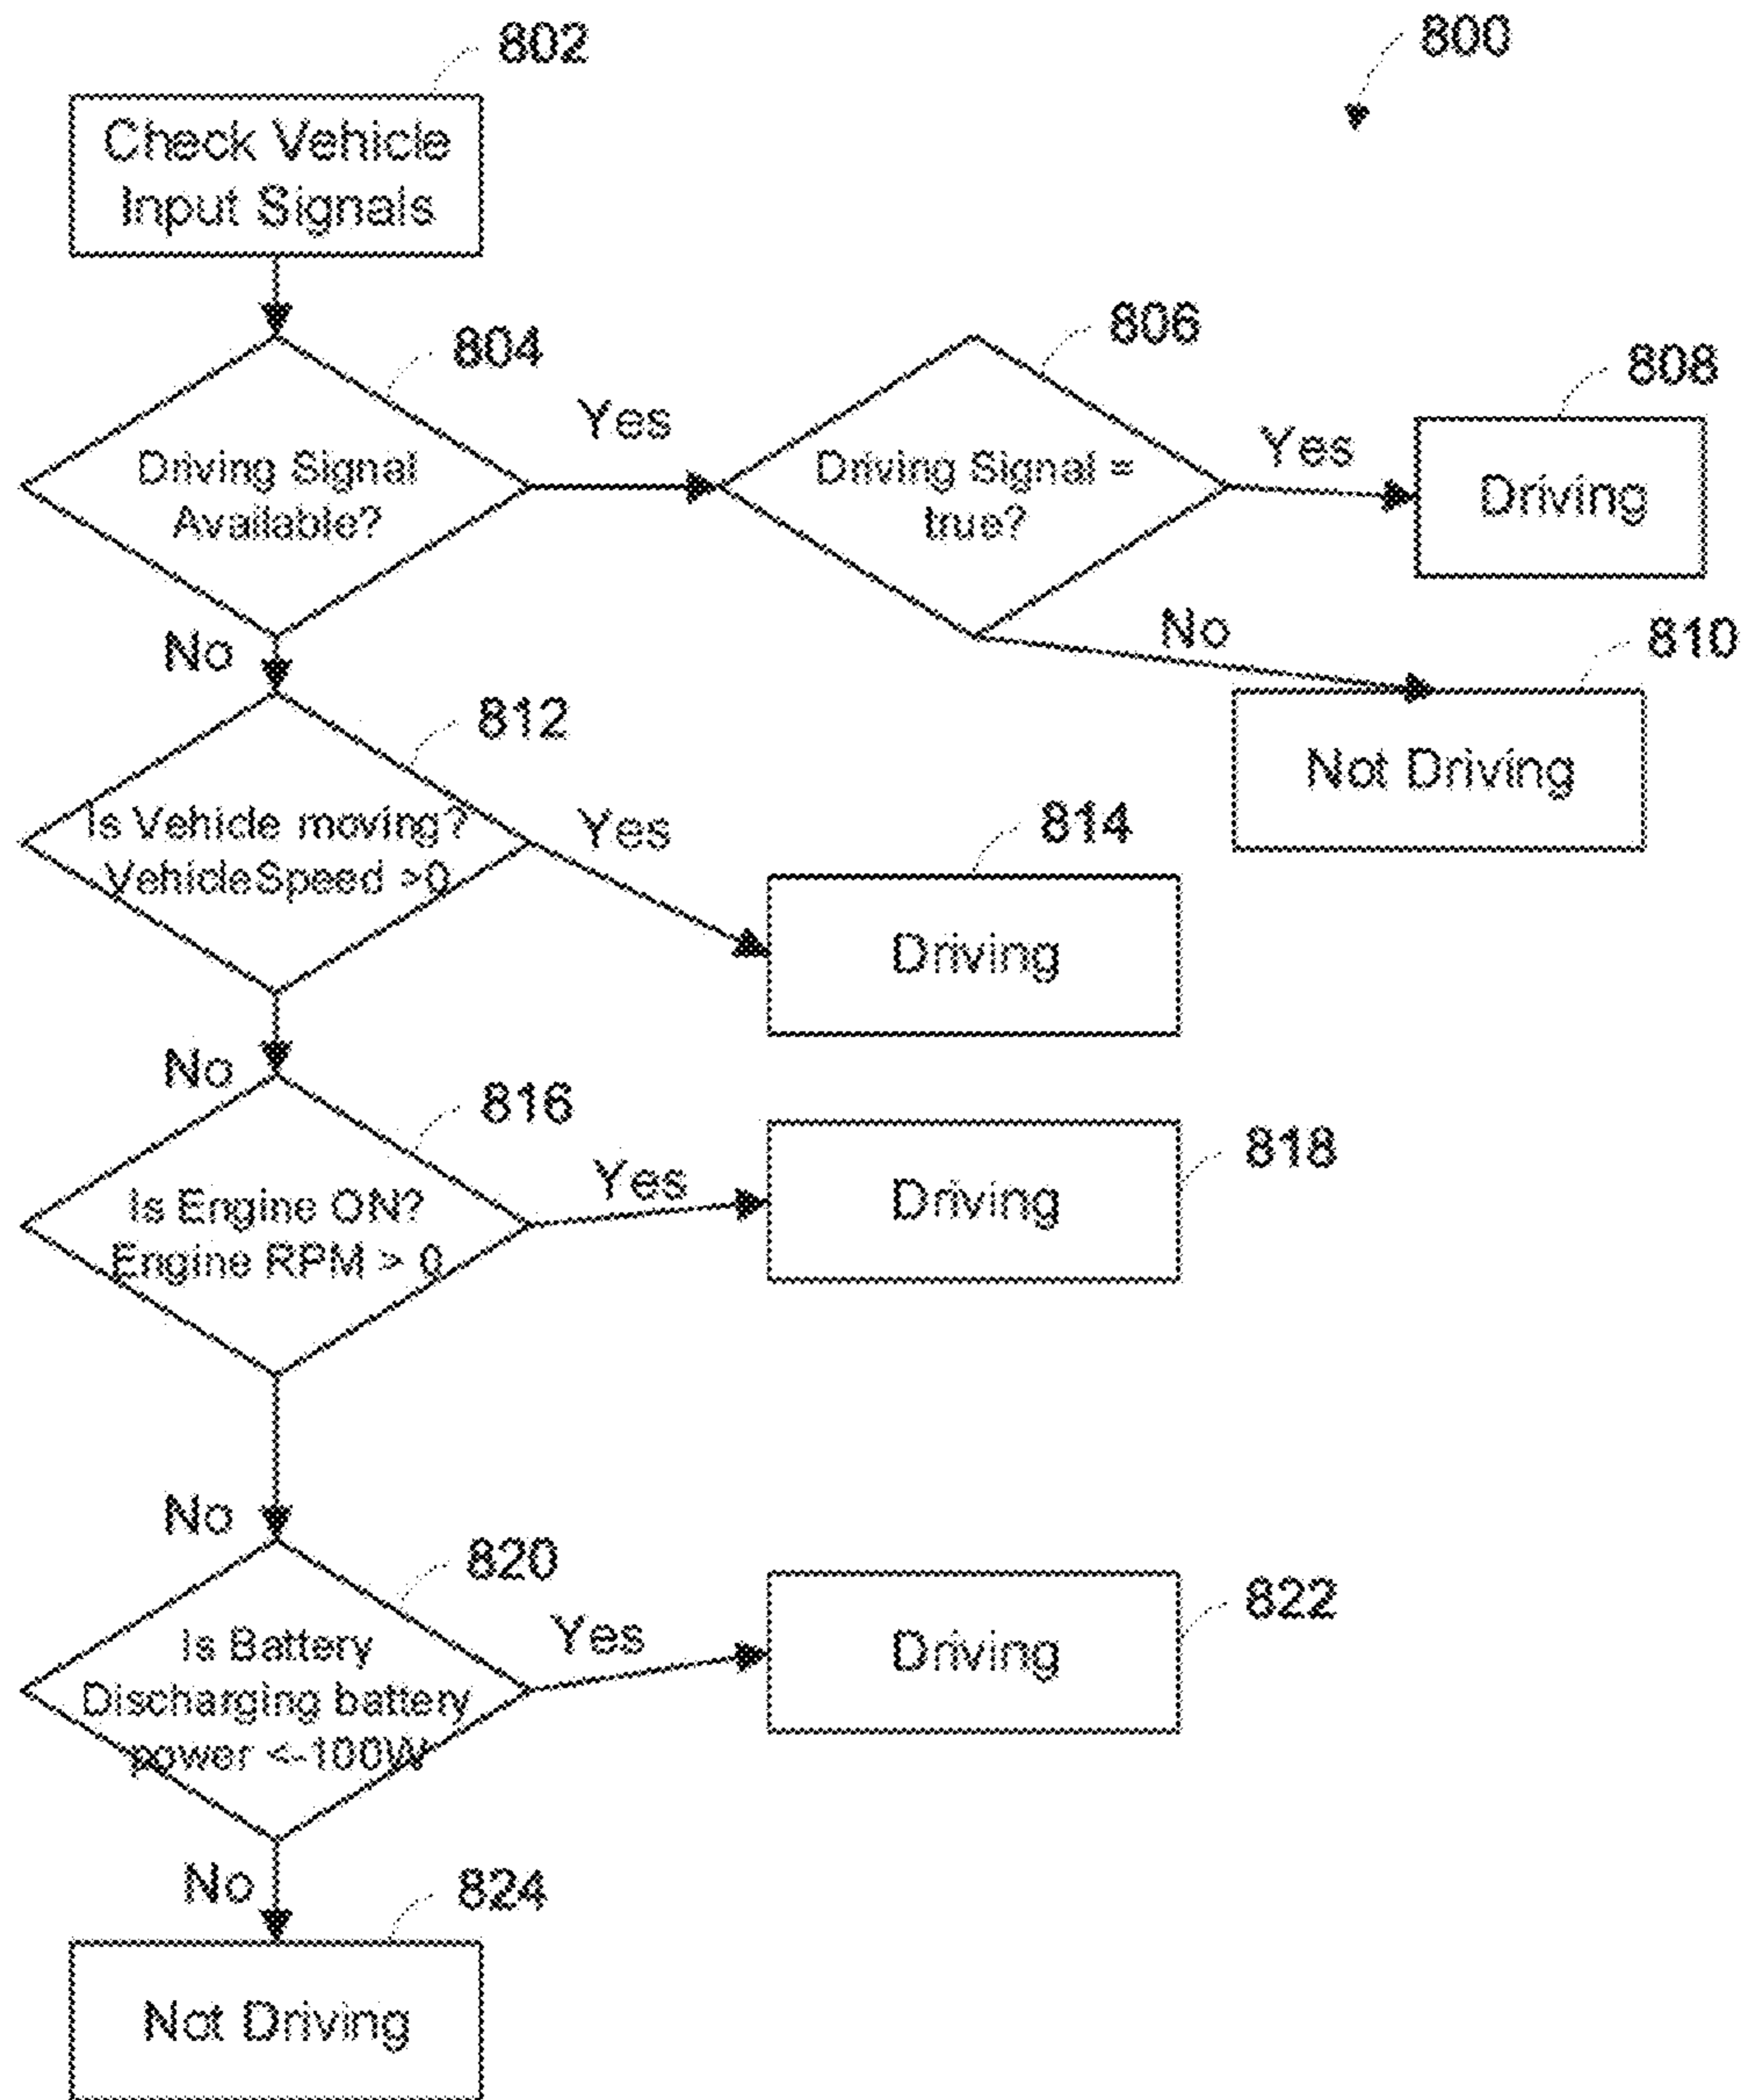 800
802
Check Vehicle
Input Signals
804
Driving Signal
Available?
Yes
806
Driving Signal =
true?
Yes
808
Driving
No
810
Not Driving
No
812
Is Vehicle moving?
VehicleSpeed >0
Yes
814
Driving
No
816
Is Engine ON?
Engine RPM > 0
Yes
818
Driving
No
820
Is Battery
Discharging battery
power <-100W
Yes
822
Driving
No
824
Not Driving